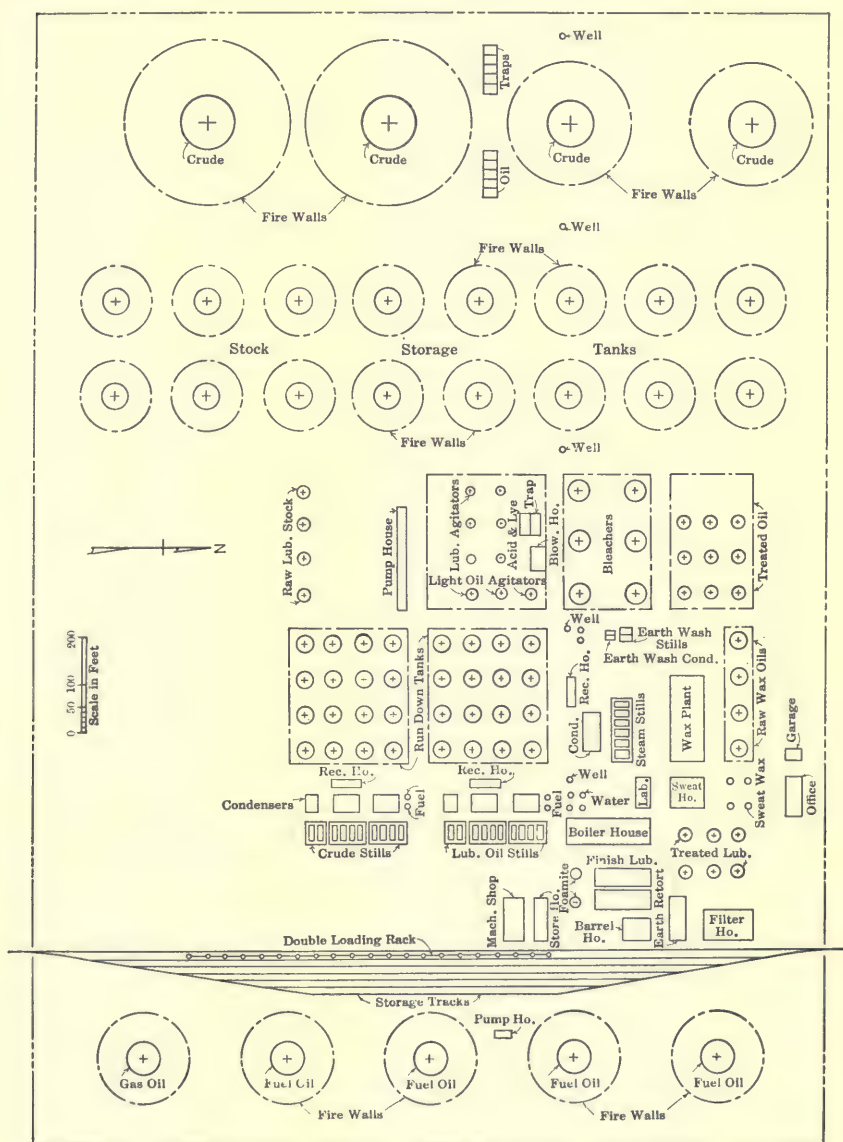 Well
Traps
Crude
Crude
Crude
Crude
Oil
Fire Walls
Fire Walls
Well
Fire Walls
Stock Storage Tanks
Fire Walls
Well
Raw Lub. Stock
Pump House
Lub. Agitators
Acid & Lye
Trap
Blow. Ho.
Light Oil Agitators
Bleachers
Treated Oil
N
200
100
50
0
Scale in Feet
Run Down Tanks
Well
Earth Wash
Stills
Earth Wash Cond.
Rec. Ho.
Cond.
Steam Stills
Wax Plant
Raw Wax Oils
Garage
Rec. Ho.
Rec. Ho.
Well
Condensers
Fuel
Fuel
Water
Lab.
Sweat
Ho.
Sweat Wax
Office
Crude Stills
Lub. Oil Stills
Boiler House
Treated Lub.
Finish Lub.
Mach. Shop
Store Ho.
Foamite
Barrel
Ho.
Earth Retort
Filter
Ho.
Double Loading Rack
Storage Tracks
Pump Ho.
Gas Oil
Fuel Oil
Fuel Oil
Fuel Oil
Fuel Oil
Fire Walls
Fire Walls